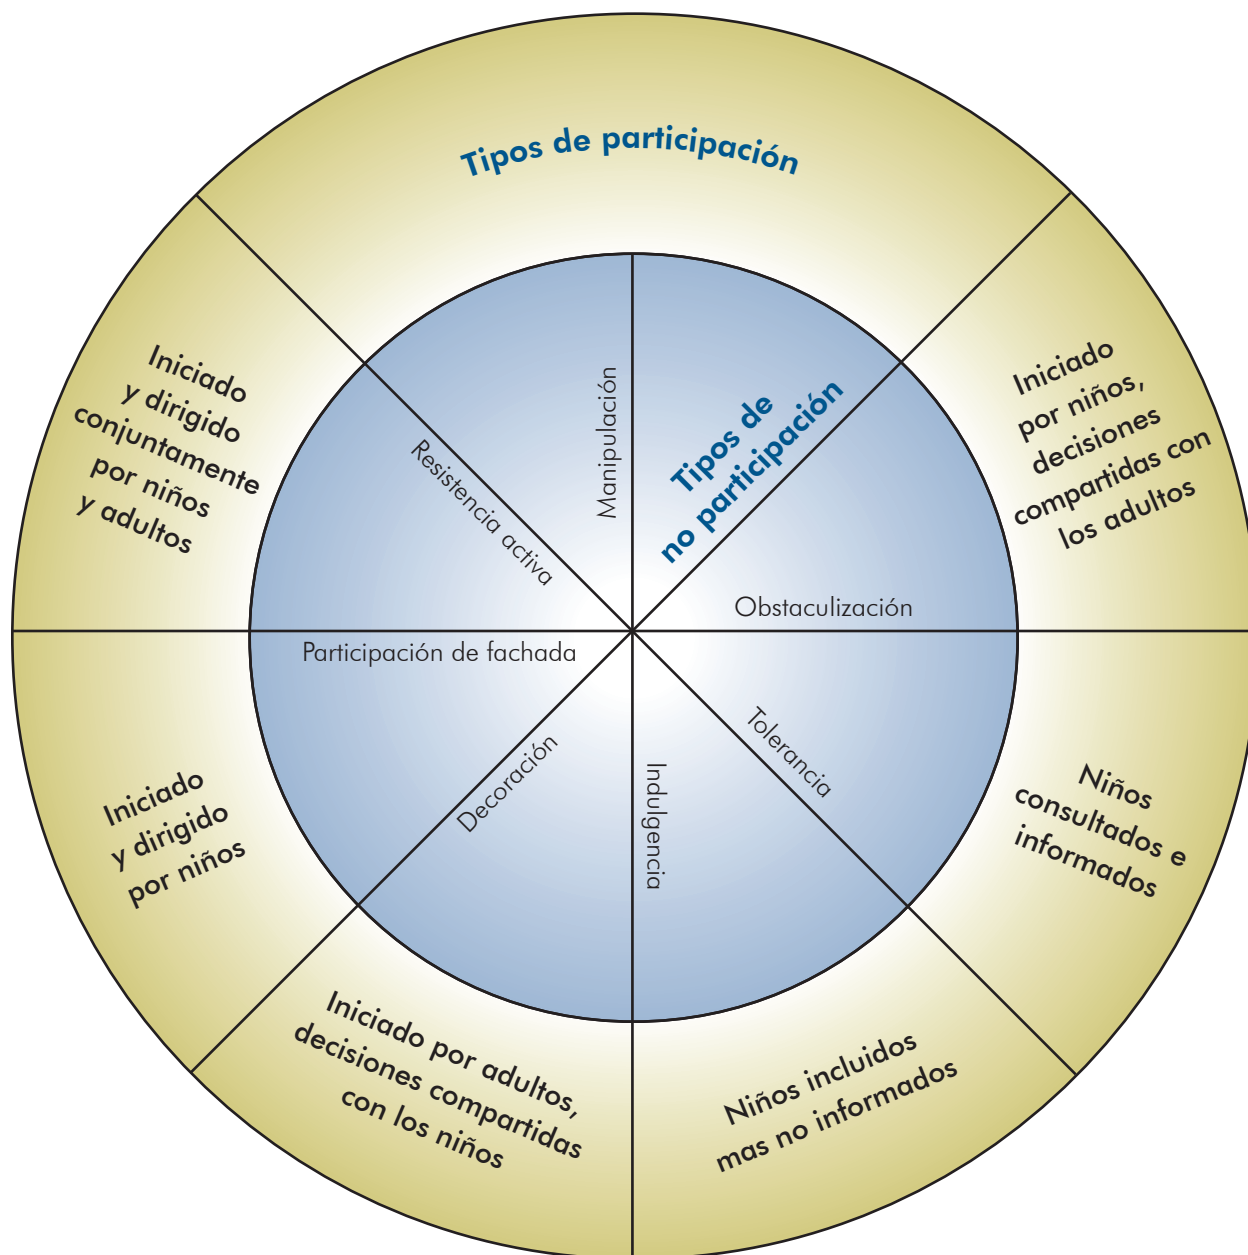 Tipos de participación
Iniciado
por niños,
decisiones
compartidas con
los adultos
Niños
consultados e
informados
Niños incluidos
mas no informados
Iniciado por adultos,
decisiones compartidas
con los niños
Iniciado
y dirigido
por niños
Iniciado
y dirigido
conjuntamente
por niños
y adultos
Tipos de
no participación
Obstaculización
Tolerancia
Indulgencia
Decoración
Participación de fachada
Resistencia activa
Manipulación